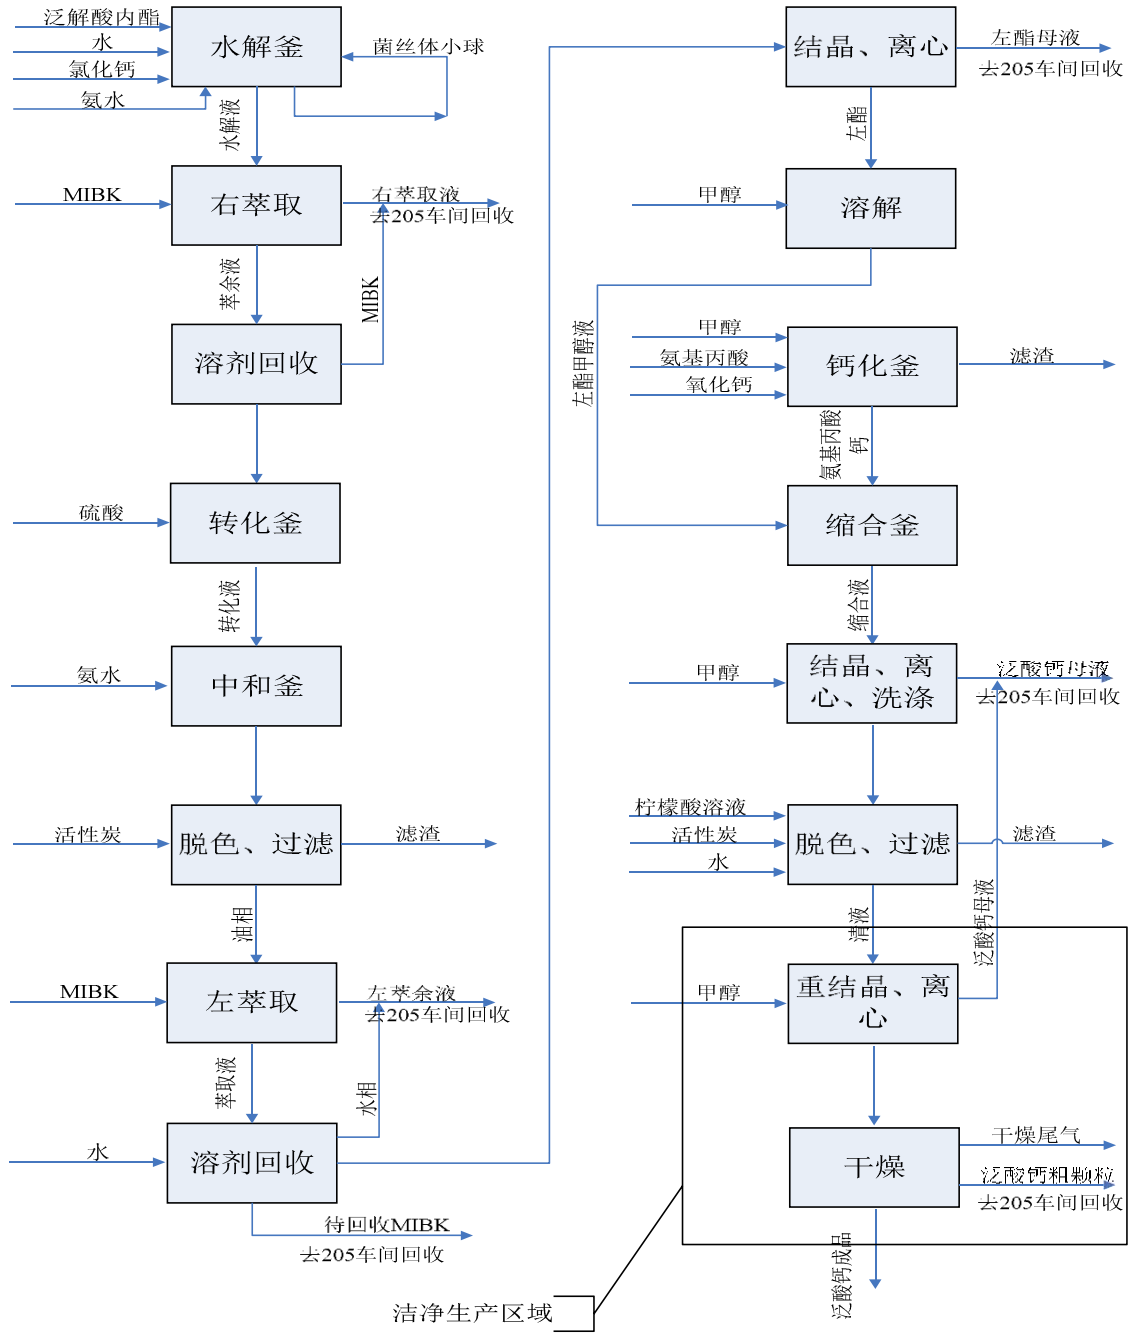 泛解酸内酯
水
氯化钙
氨水
水解釜
菌丝体小球
水解液
MIBK
右萃取
右萃取液
去205车间回收
萃余液
MIBK
溶剂回收
硫酸
转化釜
转化液
氨水
中和釜
活性炭
脱色、过滤
滤渣
油相
MIBK
左萃取
左萃余液
去205车间回收
萃取液
水相
水
溶剂回收
待回收MIBK
去205车间回收
结晶、离心
左酯母液
去205车间回收
左酯
甲醇
溶解
左酯甲醇液
甲醇
氨基丙酸
氧化钙
钙化釜
滤渣
氨基丙酸
钙
缩合釜
缩合液
甲醇
结晶、离
心、洗涤
泛酸钙母液
去205车间回收
柠檬酸溶液
活性炭
水
脱色、过滤
滤渣
清液
泛酸钙母液
甲醇
重结晶、离
心
干燥
干燥尾气
泛酸钙粗颗粒
去205车间回收
泛酸钙成品
洁净生产区域